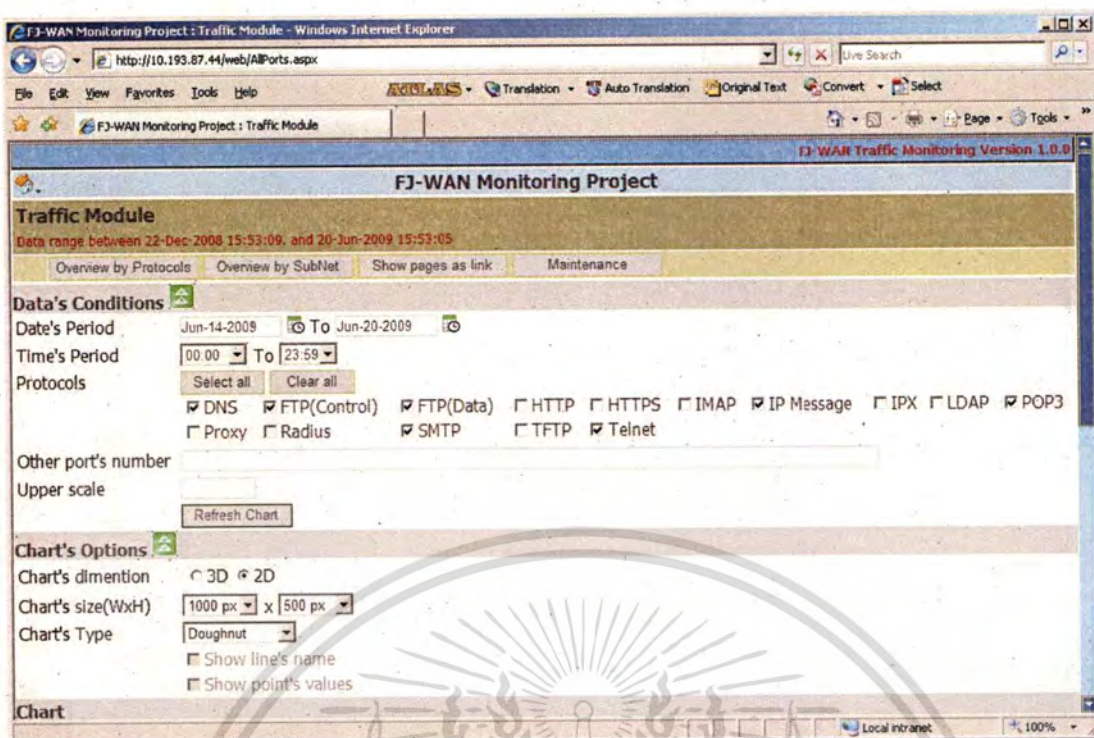 FJ-WAN Monitoring Project : Traffic Module - Windows Internet Explorer
http://10.193.87.44/web/AllPorts.aspx
Live Search
File Edit View Favorites Tools Help
ATLAS Translation Auto Translation Original Text Convert Select
FJ-WAN Monitoring Project : Traffic Module
Page Tools »
FJ-WAN Traffic Monitoring Version 1.0.0
FJ-WAN Monitoring Project
Traffic Module
Data range between 22-Dec-2008 15:53:09, and 20-Jun-2009 15:53:05
Overview by Protocols Overview by SubNet Show pages as link Maintenance
Data's Conditions
Date's Period Jun-14-2009 To Jun-20-2009
Time's Period 00:00 To 23:59
Protocols Select all Clear all
DNS FTP(Control) FTP(Data) HTTP HTTPS IMAP IP Message IPX LDAP POP3
Proxy Radius SMTP TFTP Telnet
Other port's number
Upper scale
Refresh Chart
Chart's Options
Chart's dimention 3D 2D
Chart's size(WxH) 1000 px x 500 px
Chart's Type Doughnut
Show line's name
Show point's values
Chart
Local intranet 100%